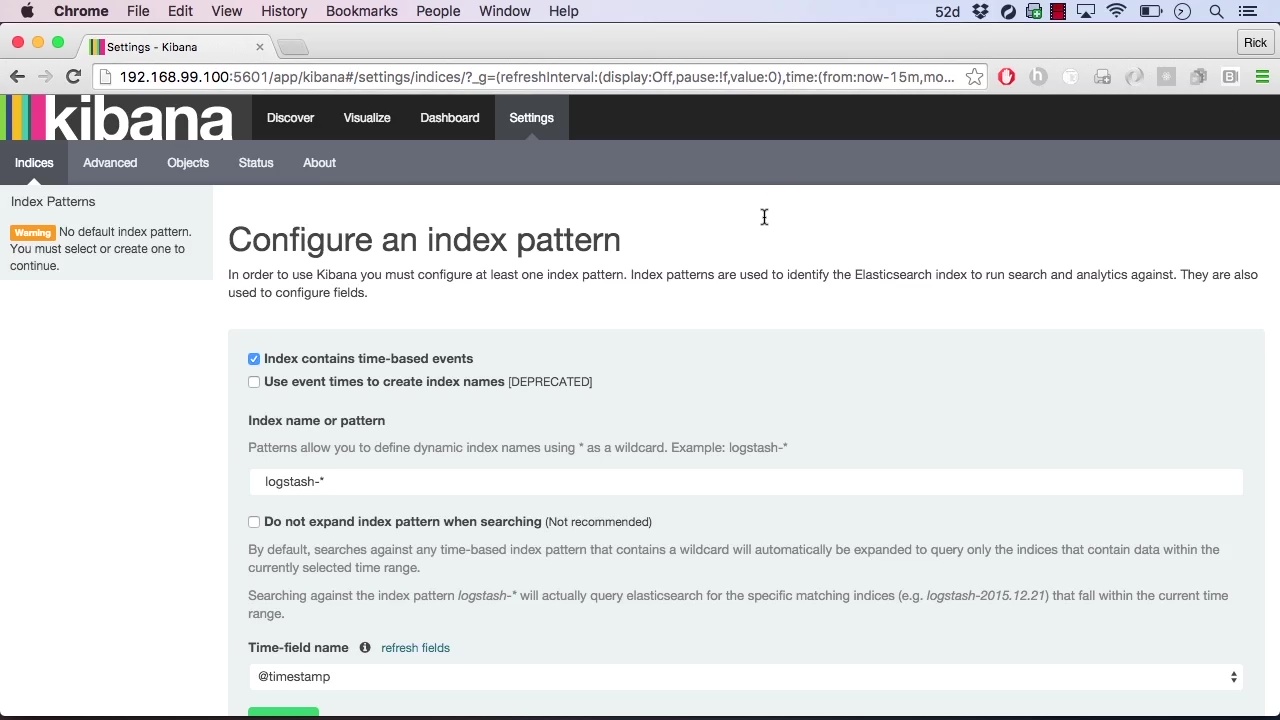 Chrome File Edit View History Bookmarks People Window Help 52d
Settings - Kibana × Rick
192.168.99.100:5601/app/kibana#/settings/indices/?_g=(refreshInterval:(display:Off,pause:!f,value:0),time:(from:now-15m,mo...
kibana Discover Visualize Dashboard Settings
Indices Advanced Objects Status About
Index Patterns
Warning No default index pattern.
You must select or create one to
continue.
Configure an index pattern
In order to use Kibana you must configure at least one index pattern. Index patterns are used to identify the Elasticsearch index to run search and analytics against. They are also
used to configure fields.
Index contains time-based events
Use event times to create index names [DEPRECATED]
Index name or pattern
Patterns allow you to define dynamic index names using * as a wildcard. Example: logstash-*
logstash-*
Do not expand index pattern when searching (Not recommended)
By default, searches against any time-based index pattern that contains a wildcard will automatically be expanded to query only the indices that contain data within the
currently selected time range.
Searching against the index pattern logstash-* will actually query elasticsearch for the specific matching indices (e.g. logstash-2015.12.21) that fall within the current time
range.
Time-field name refresh fields
@timestamp